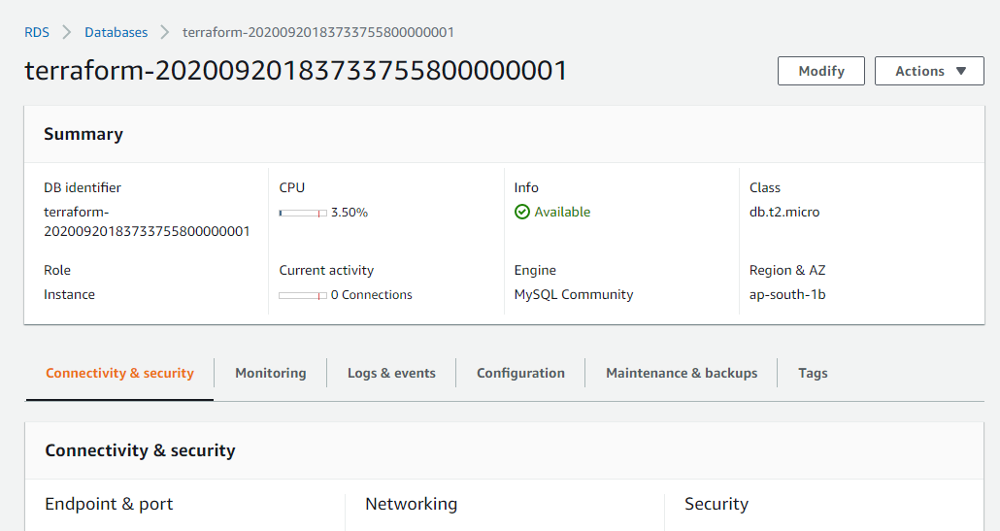 RDS > Databases > terraform-20200920183733755800000001
terraform-20200920183733755800000001
Modify
Actions
Summary
DB identifier
terraform-
20200920183733755800000001
CPU
3.50%
Info
Available
Class
db.t2.micro
Role
Instance
Current activity
0 Connections
Engine
MySQL Community
Region & AZ
ap-south-1b
Connectivity & security
Monitoring
Logs & events
Configuration
Maintenance & backups
Tags
Connectivity & security
Endpoint & port
Networking
Security